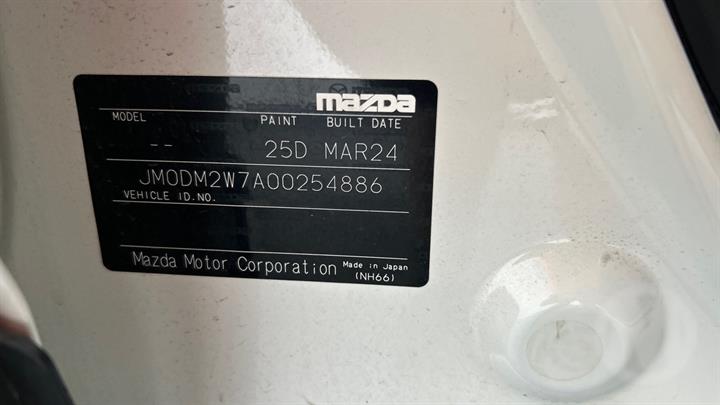 mazda
MODEL PAINT BUILT DATE
-- 25D MAR24
JM0DM2W7A00254886
VEHICLE ID.NO.
Mazda Motor Corporation Made in Japan
(NH66)